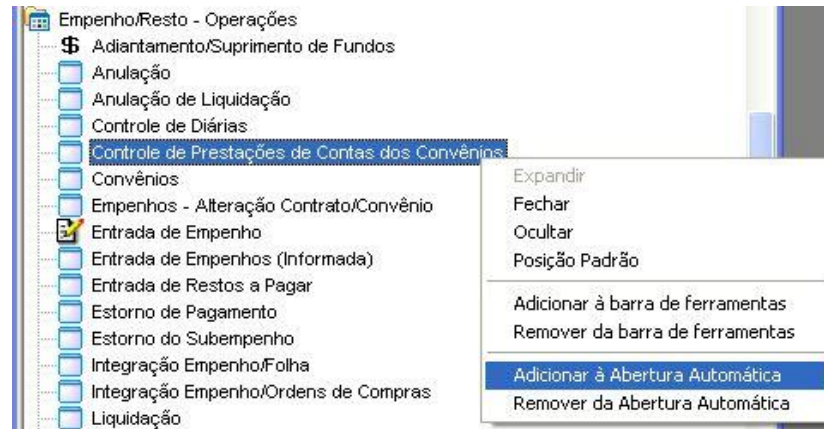 Empenho/Resto - Operações
$ Adiantamento/Suprimento de Fundos
Anulação
Anulação de Liquidação
Controle de Diárias
Controle de Prestações de Contas dos Convênios
Convênios
Empenhos - Alteração Contrato/Convênio
Entrada de Empenho
Entrada de Empenhos (Informada)
Entrada de Restos a Pagar
Estorno de Pagamento
Estorno do Subempenho
Integração Empenho/Folha
Integração Empenho/Ordens de Compras
Liquidação
Expandir
Fechar
Ocultar
Posição Padrão
Adicionar à barra de ferramentas
Remover da barra de ferramentas
Adicionar à Abertura Automática
Remover da Abertura Automática